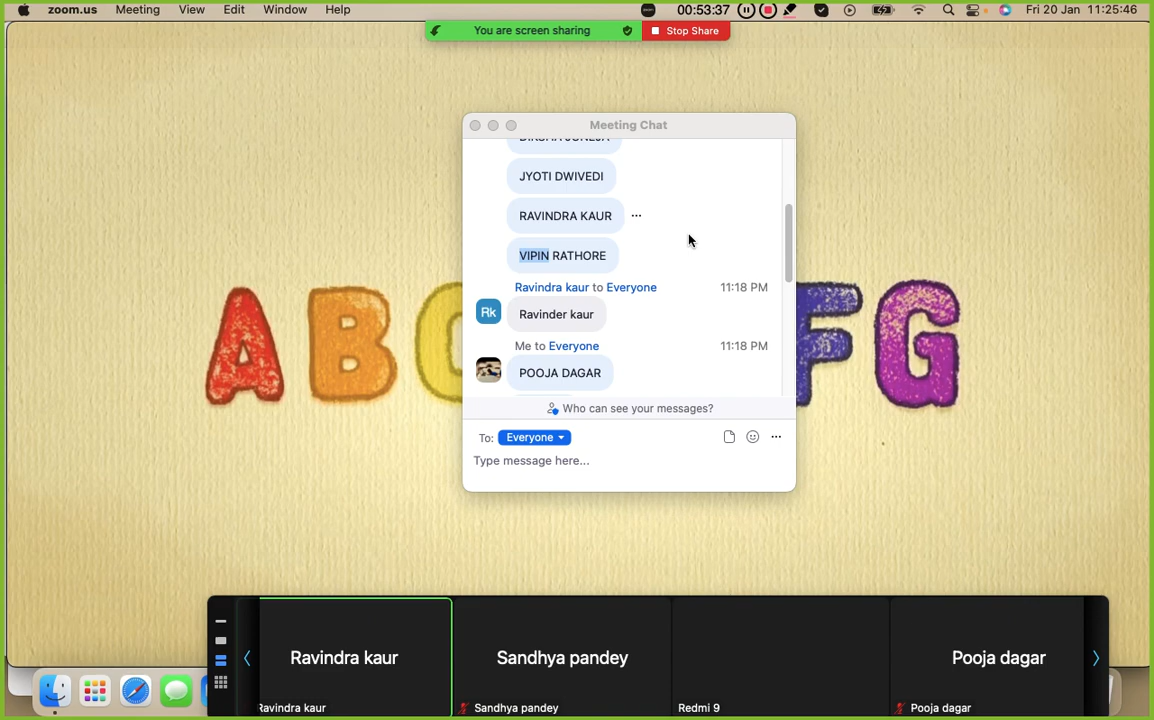 zoom.us Meeting View Edit Window Help 00:53:37 Fri 20 Jan 11:25:46
You are screen sharing Stop Share
Meeting Chat
DIKSHA JUNEJA
JYOTI DWIVEDI
RAVINDRA KAUR ...
VIPIN RATHORE
Ravindra kaur to Everyone 11:18 PM
Rk Ravinder kaur
Me to Everyone 11:18 PM
POOJA DAGAR
Who can see your messages?
To: Everyone
Type message here...
A B C F G
Ravindra kaur Sandhya pandey Pooja dagar
Ravindra kaur Sandhya pandey Redmi 9 Pooja dagar